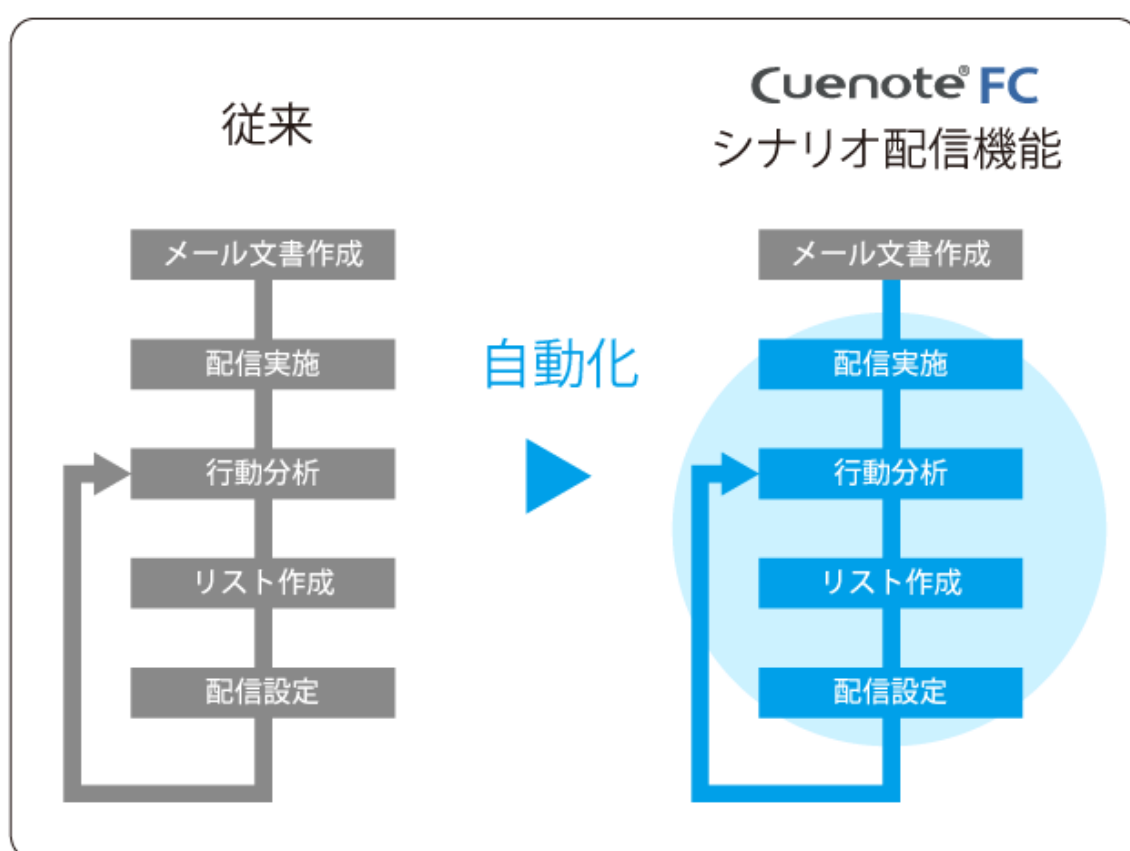 従来
Cuenote® FC
シナリオ配信機能
メール文書作成
配信実施
行動分析
リスト作成
配信設定
自動化
メール文書作成
配信実施
行動分析
リスト作成
配信設定